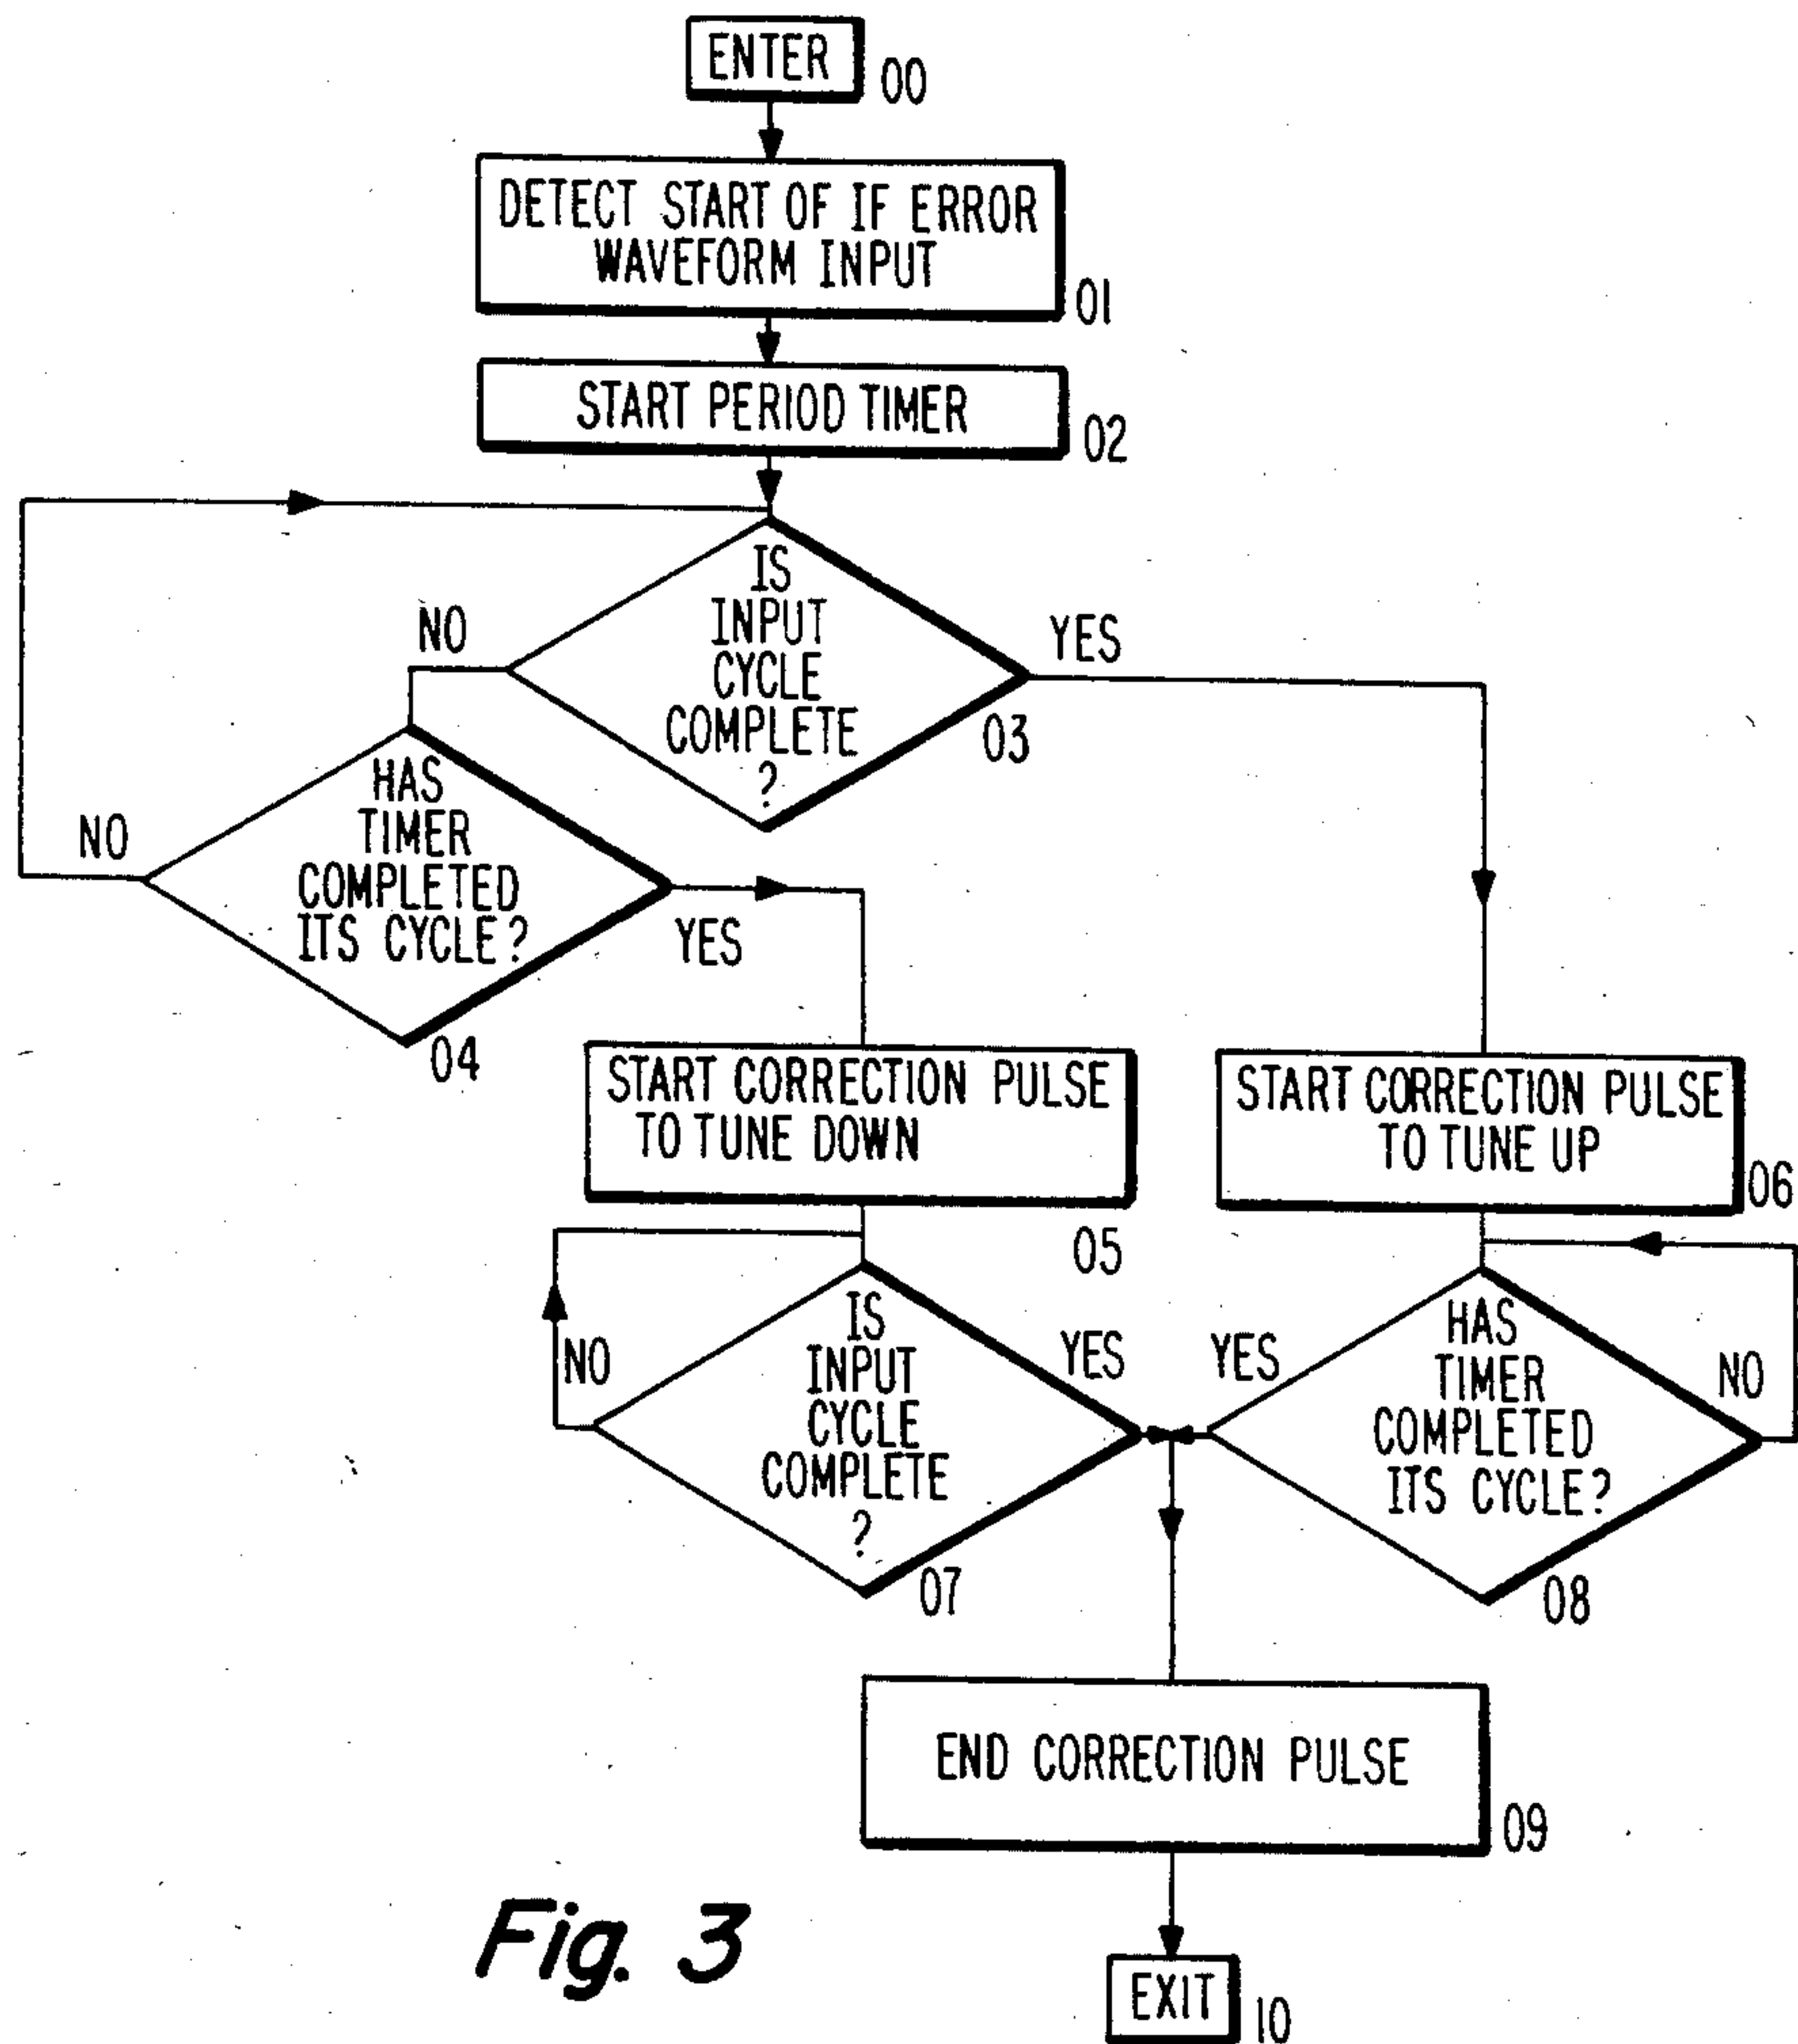 ENTER
00
DETECT START OF IF ERROR
WAVEFORM INPUT
01
START PERIOD TIMER
02
IS
INPUT
CYCLE
COMPLETE
?
03
NO
YES
HAS
TIMER
COMPLETED
ITS CYCLE?
04
NO
YES
START CORRECTION PULSE
TO TUNE DOWN
05
START CORRECTION PULSE
TO TUNE UP
06
IS
INPUT
CYCLE
COMPLETE
?
07
NO
YES
HAS
TIMER
COMPLETED
ITS CYCLE?
08
YES
NO
END CORRECTION PULSE
09
EXIT
10
Fig. 3